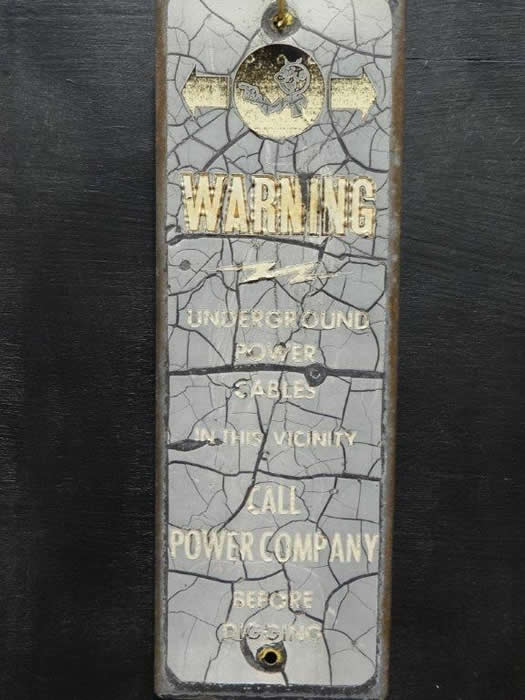 WARNING
UNDERGROUND
POWER
CABLES
IN THIS VICINITY
CALL
POWER COMPANY
BEFORE
DIGGING